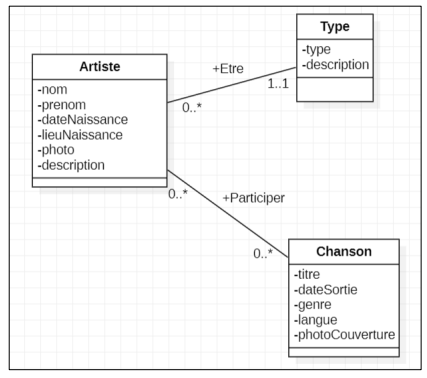 Type
-type
-description
Artiste
-nom
-prenom
-dateNaissance
-lieuNaissance
-photo
-description
+Etre
0..*
1..1
0..*
+Participer
0..*
Chanson
-titre
-dateSortie
-genre
-langue
-photoCouverture